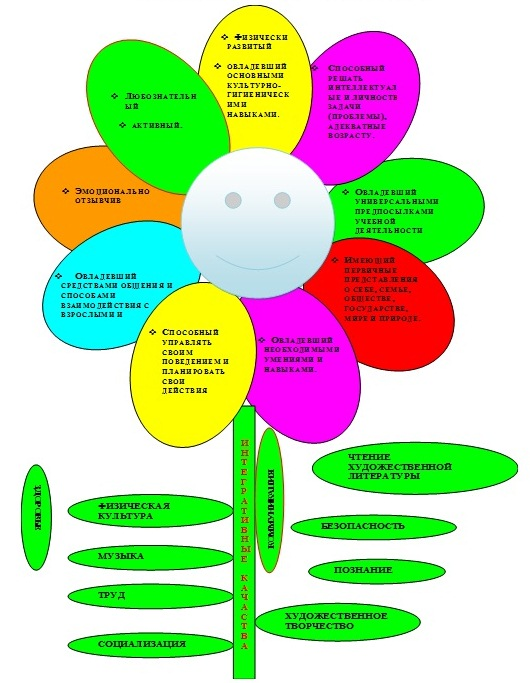 ❖ ФИЗИЧЕСКИ
РАЗВИТЫЙ
❖ ОВЛАДЕВШИЙ
ОСНОВНЫМИ
КУЛЬТУРНО-
ГИГИЕНИЧЕСК
ИМИ
НАВЫКАМИ.
❖ СПОСОБНЫЙ
РЕШАТЬ
ИНТЕЛЛЕКТУАЛ
ЬНЫЕ И ЛИЧНОСТН
ЗАДАЧИ
(ПРОБЛЕМЫ),
АДЕКВАТНЫЕ
ВОЗРАСТУ.
❖ ЛЮБОЗНАТЕЛЬН
ЫЙ
❖ АКТИВНЫЙ.
❖ ЭМОЦИОНАЛЬНО
ОТЗЫВЧИВ
❖ ОВЛАДЕВШИЙ
УНИВЕРСАЛЬНЫМИ
ПРЕДПОСЫЛКАМИ
УЧЕБНОЙ
ДЕЯТЕЛЬНОСТИ
❖ ОВЛАДЕВШИЙ
СРЕДСТВАМИ ОБЩЕНИЯ И
СПОСОБАМИ
ВЗАИМОДЕЙСТВИЯ С
ВЗРОСЛЫМИ И
❖ ИМЕЮЩИЙ
ПЕРВИЧНЫЕ
ПРЕДСТАВЛЕНИЯ
О СЕБЕ, СЕМЬЕ,
ОБЩЕСТВЕ,
ГОСУДАРСТВЕ,
МИРЕ И ПРИРОДЕ.
❖ СПОСОБНЫЙ
УПРАВЛЯТЬ
СВОИМ
ПОВЕДЕНИЕМ И
ПЛАНИРОВАТЬ
СВОИ
ДЕЙСТВИЯ
❖ ОВЛАДЕВШИЙ
НЕОБХОДИМЫМИ
УМЕНИЯМИ И
НАВЫКАМИ.
ИНТЕГРАТИВНЫЕ КАЧЕСТВА
КОММУНИКАЦИЯ
ЗДОРОВЬЕ
ФИЗИЧЕСКАЯ
КУЛЬТУРА
МУЗЫКА
ТРУД
СОЦИАЛИЗАЦИЯ
ЧТЕНИЕ
ХУДОЖЕСТВЕННОЙ
ЛИТЕРАТУРЫ
БЕЗОПАСНОСТЬ
ПОЗНАНИЕ
ХУДОЖЕСТВЕННОЕ
ТВОРЧЕСТВО